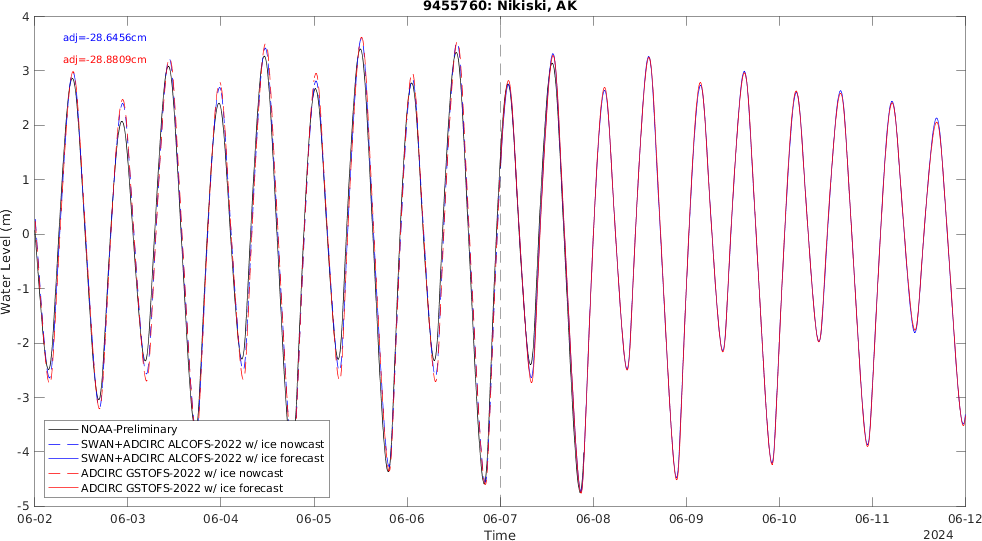 9455760: Nikiski, AK
adj=-28.6456cm
adj=-28.8809cm
Water Level (m)
4
3
2
1
0
-1
-2
-3
-4
-5
NOAA-Preliminary
SWAN+ADCIRC ALCOFS-2022 w/ ice nowcast
SWAN+ADCIRC ALCOFS-2022 w/ ice forecast
ADCIRC GSTOFS-2022 w/ ice nowcast
ADCIRC GSTOFS-2022 w/ ice forecast
06-02 06-03 06-04 06-05 06-06 06-07 06-08 06-09 06-10 06-11 06-12
Time
2024